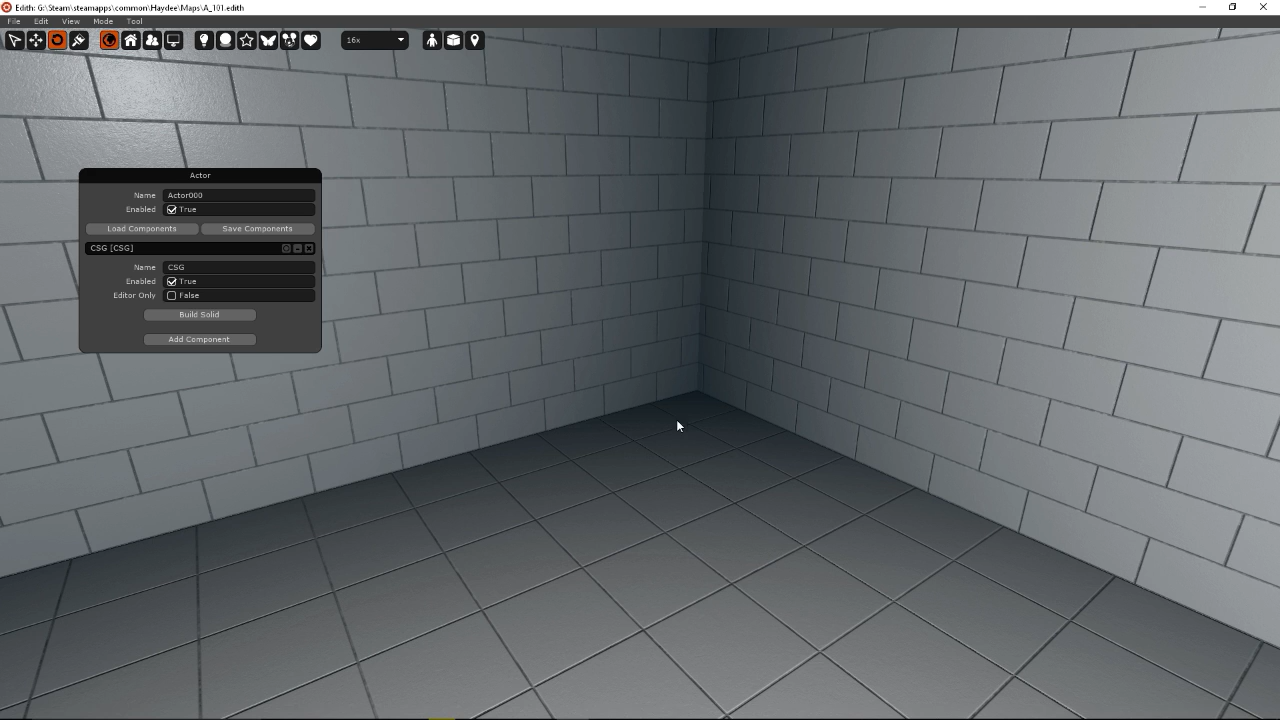 Edith: G:\Steam\steamapps\common\Haydee\Maps\A_101.edith
File Edit View Mode Tool
16x
Actor
Name Actor000
Enabled True
Load Components Save Components
CSG [CSG]
Name CSG
Enabled True
Editor Only False
Build Solid
Add Component